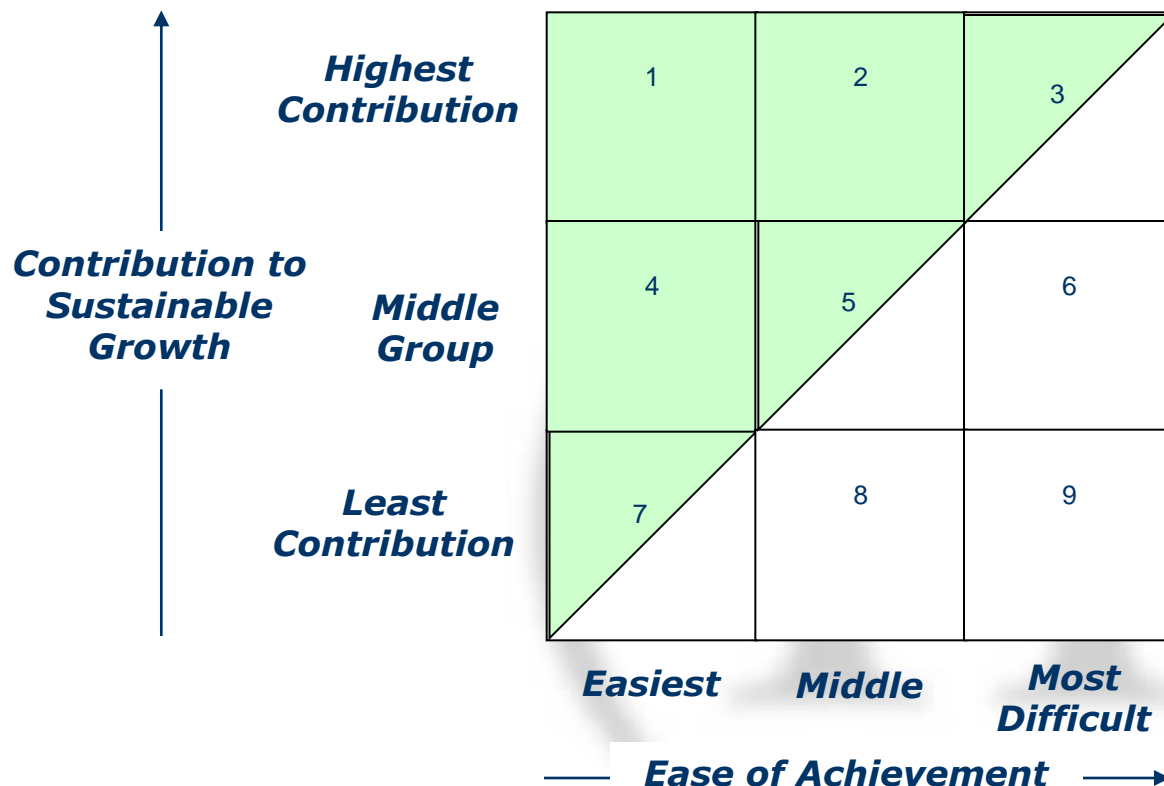 Highest
Contribution
1
2
3
Contribution to
Sustainable
Growth
Middle
Group
4
5
6
Least
Contribution
7
8
9
Easiest
Middle
Most
Difficult
Ease of Achievement